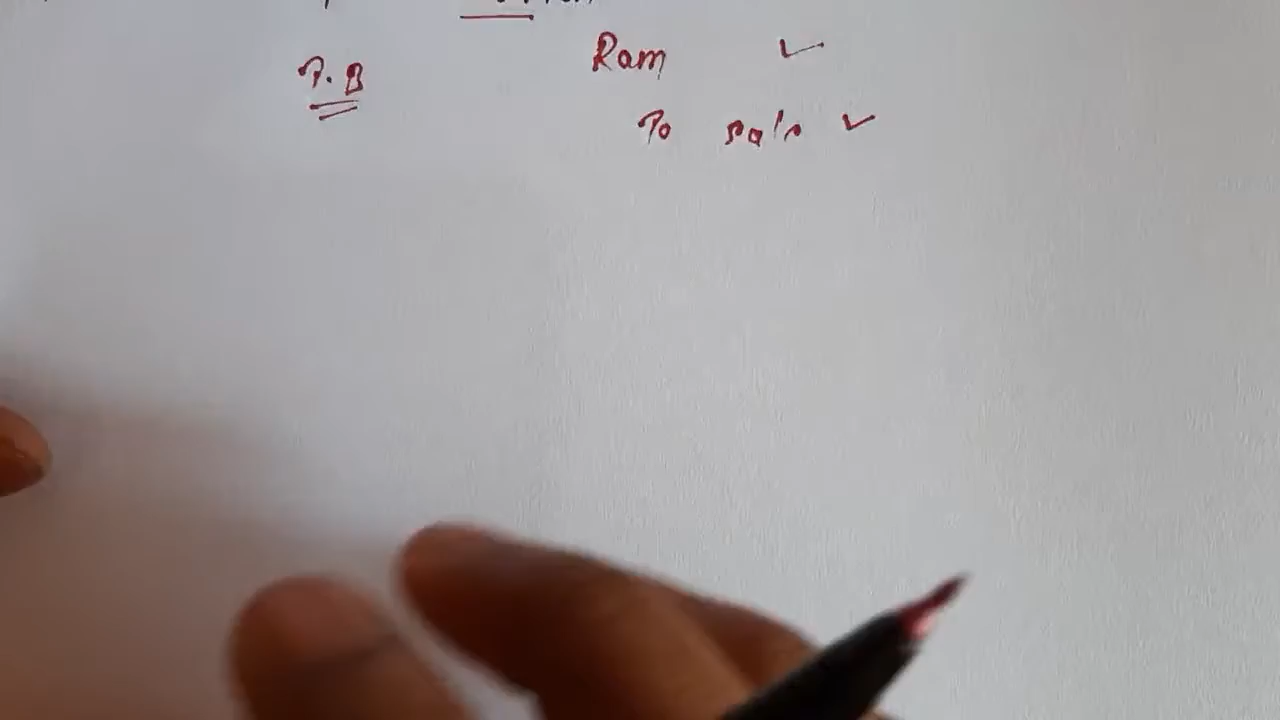 Ram ✓
T.B
To sale ✓